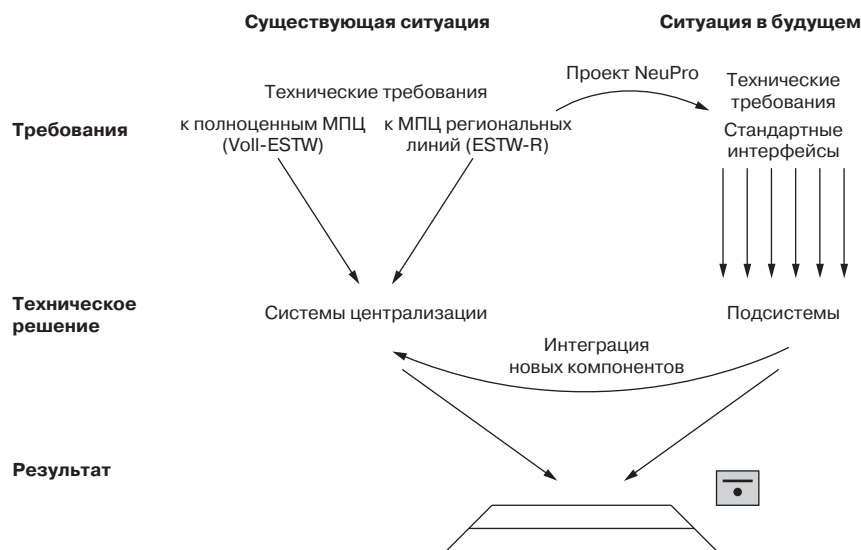 Существующая ситуация
Ситуация в будущем
Проект NeuPro
Технические требования
Технические
требования
Требования
к полноценным МПЦ
(Voll-ESTW)
к МПЦ региональных
линий (ESTW-R)
Стандартные
интерфейсы
Техническое
решение
Системы централизации
Подсистемы
Интеграция
новых компонентов
Результат